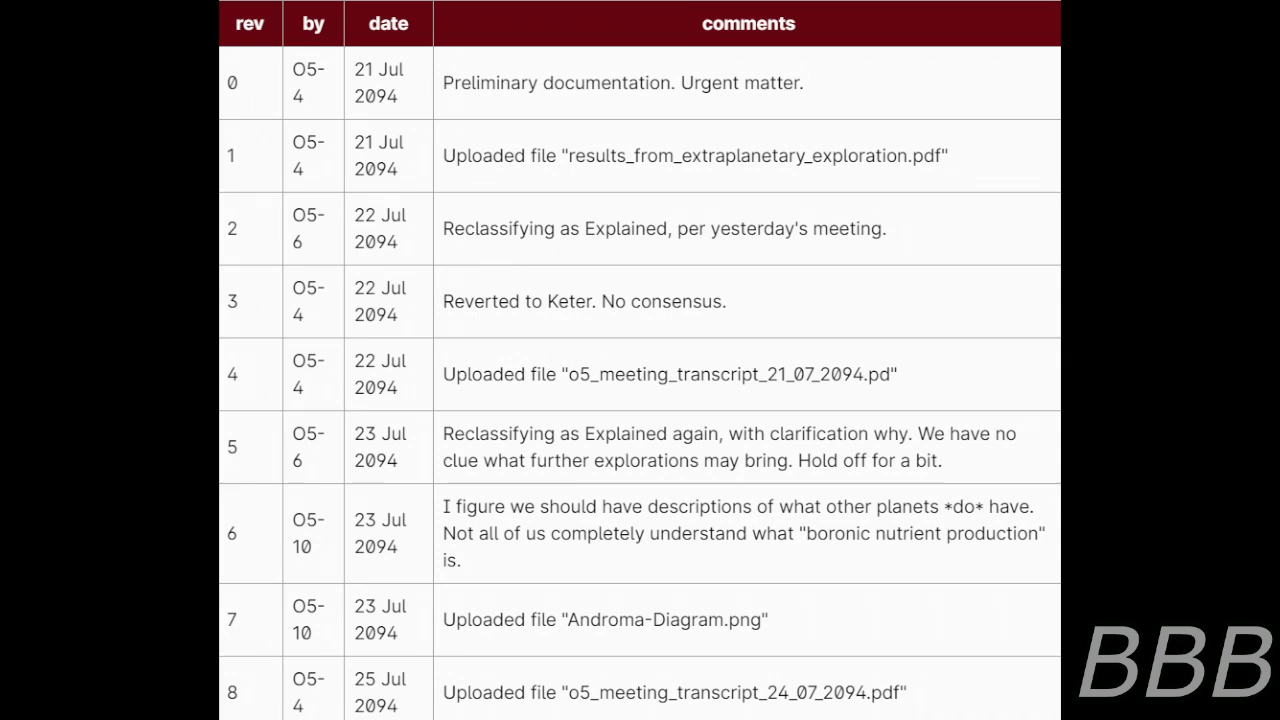 rev by date comments
0 O5-4 21 Jul 2094 Preliminary documentation. Urgent matter.
1 O5-4 21 Jul 2094 Uploaded file "results_from_extraplanetary_exploration.pdf"
2 O5-6 22 Jul 2094 Reclassifying as Explained, per yesterday's meeting.
3 O5-4 22 Jul 2094 Reverted to Keter. No consensus.
4 O5-4 22 Jul 2094 Uploaded file "o5_meeting_transcript_21_07_2094.pd"
5 O5-6 23 Jul 2094 Reclassifying as Explained again, with clarification why. We have no
clue what further explorations may bring. Hold off for a bit.
6 O5-10 23 Jul 2094 I figure we should have descriptions of what other planets *do* have.
Not all of us completely understand what "boronic nutrient production"
is.
7 O5-10 23 Jul 2094 Uploaded file "Androma-Diagram.png"
8 O5-4 25 Jul 2094 Uploaded file "o5_meeting_transcript_24_07_2094.pdf"
BBB